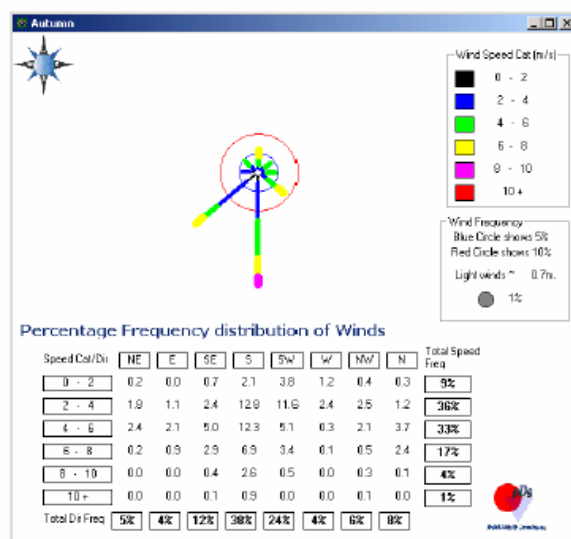 Autumn
Wind Speed Cat (m/s)
0 - 2
2 - 4
4 - 6
6 - 8
8 - 10
10 +
Wind Frequency
Blue Circle shows 5%
Red Circle shows 10%
Light winds ~ 0.7m.
1%
Percentage Frequency distribution of Winds
Speed Cat/Dir NE E SE S SW W NW N Total Speed Freq
0 - 2 0.2 0.0 0.7 2.1 3.8 1.2 0.4 0.3 9%
2 - 4 1.8 1.1 2.4 12.8 11.6 2.4 2.5 1.2 36%
4 - 6 2.4 2.1 5.0 12.3 5.1 0.3 2.1 3.7 33%
6 - 8 0.2 0.9 2.9 6.9 3.4 0.1 0.5 2.4 17%
8 - 10 0.0 0.0 0.4 2.6 0.5 0.0 0.3 0.1 4%
10 + 0.0 0.0 0.1 0.9 0.0 0.0 0.1 0.0 1%
Total Dir Freq 5% 4% 12% 38% 24% 4% 6% 8%